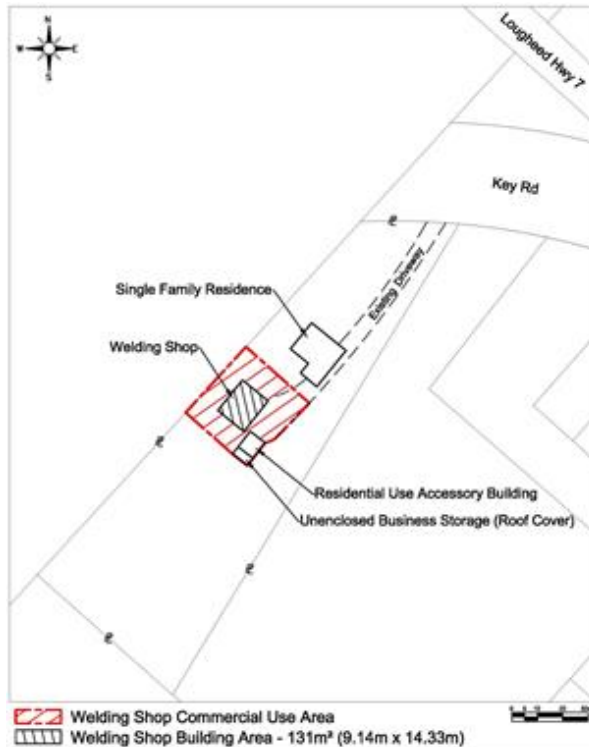 N
W E
S
Lougheed Hwy 7
Key Rd
Existing Driveway
Single Family Residence
Welding Shop
Residential Use Accessory Building
Unenclosed Business Storage (Roof Cover)
Welding Shop Commercial Use Area
Welding Shop Building Area - 131m² (9.14m x 14.33m)